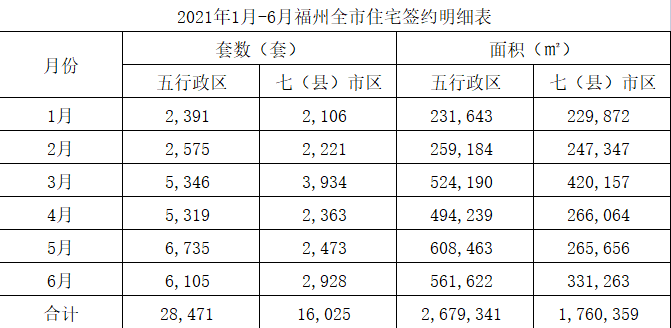 2021年1月-6月福州全市住宅签约明细表
月份 套数（套） 面积（㎡）
五行政区 七（县）市区 五行政区 七（县）市区
1月 2,391 2,106 231,643 229,872
2月 2,575 2,221 259,184 247,347
3月 5,346 3,934 524,190 420,157
4月 5,319 2,363 494,239 266,064
5月 6,735 2,473 608,463 265,656
6月 6,105 2,928 561,622 331,263
合计 28,471 16,025 2,679,341 1,760,359